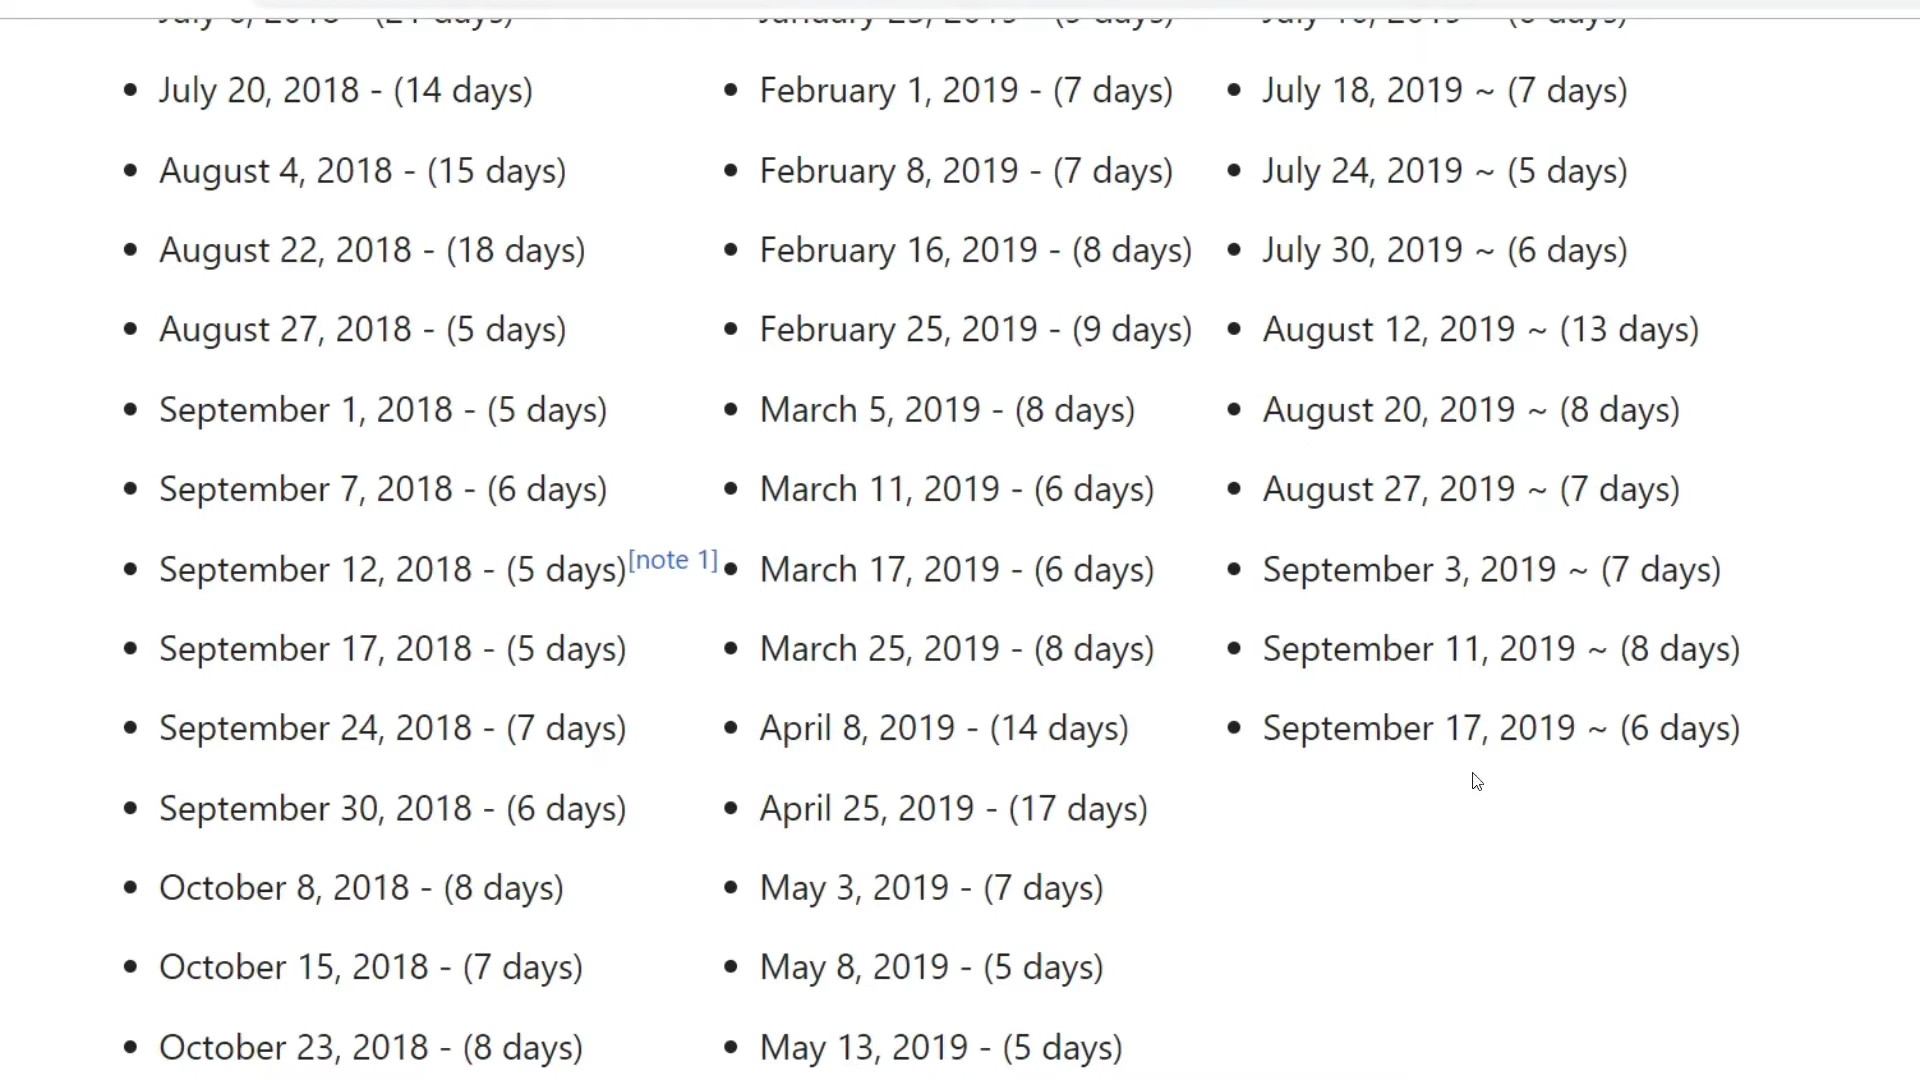 July 20, 2018 - (14 days)
August 4, 2018 - (15 days)
August 22, 2018 - (18 days)
August 27, 2018 - (5 days)
September 1, 2018 - (5 days)
September 7, 2018 - (6 days)
September 12, 2018 - (5 days)[note 1]
September 17, 2018 - (5 days)
September 24, 2018 - (7 days)
September 30, 2018 - (6 days)
October 8, 2018 - (8 days)
October 15, 2018 - (7 days)
October 23, 2018 - (8 days)
February 1, 2019 - (7 days)
February 8, 2019 - (7 days)
February 16, 2019 - (8 days)
February 25, 2019 - (9 days)
March 5, 2019 - (8 days)
March 11, 2019 - (6 days)
March 17, 2019 - (6 days)
March 25, 2019 - (8 days)
April 8, 2019 - (14 days)
April 25, 2019 - (17 days)
May 3, 2019 - (7 days)
May 8, 2019 - (5 days)
May 13, 2019 - (5 days)
July 18, 2019 ~ (7 days)
July 24, 2019 ~ (5 days)
July 30, 2019 ~ (6 days)
August 12, 2019 ~ (13 days)
August 20, 2019 ~ (8 days)
August 27, 2019 ~ (7 days)
September 3, 2019 ~ (7 days)
September 11, 2019 ~ (8 days)
September 17, 2019 ~ (6 days)